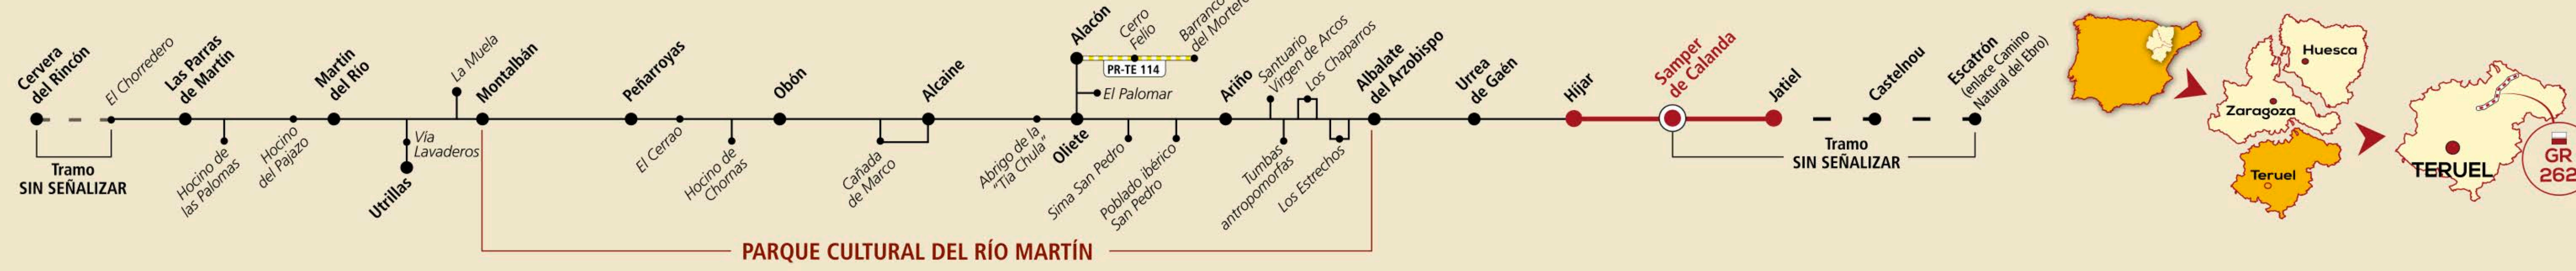 Cervera
del Rincón
El Chorredero
Las Parras
de Martín
Hocino de
las Palomas
Hocino
del Pajazo
Martín
del Río
Via
Lavaderos
Utrillas
La Muela
Montalbán
Peñarroyas
El Cerrao
Hocino de
Chornas
Obón
Cañada
de Marco
Alcaine
Abrigo de la
"Tía Chula"
Alacón
Cerro
Felío
Barranco
del Mortero
PR-TE 114
El Palomar
Oliete
Sima San Pedro
Poblado ibérico
San Pedro
Ariño
Santuario
Virgen de Arcos
Tumbas
antropomorfas
Los Chaparros
Los Estrechos
Albalate
del Arzobispo
Urrea
de Gaén
Híjar
Samper
de Calanda
Jatiel
Castelnou
Escatrón
(enlace Camino
Natural del Ebro)
Tramo
SIN SEÑALIZAR
Tramo
SIN SEÑALIZAR
PARQUE CULTURAL DEL RÍO MARTÍN
Huesca
Zaragoza
Teruel
TERUEL
GR
262